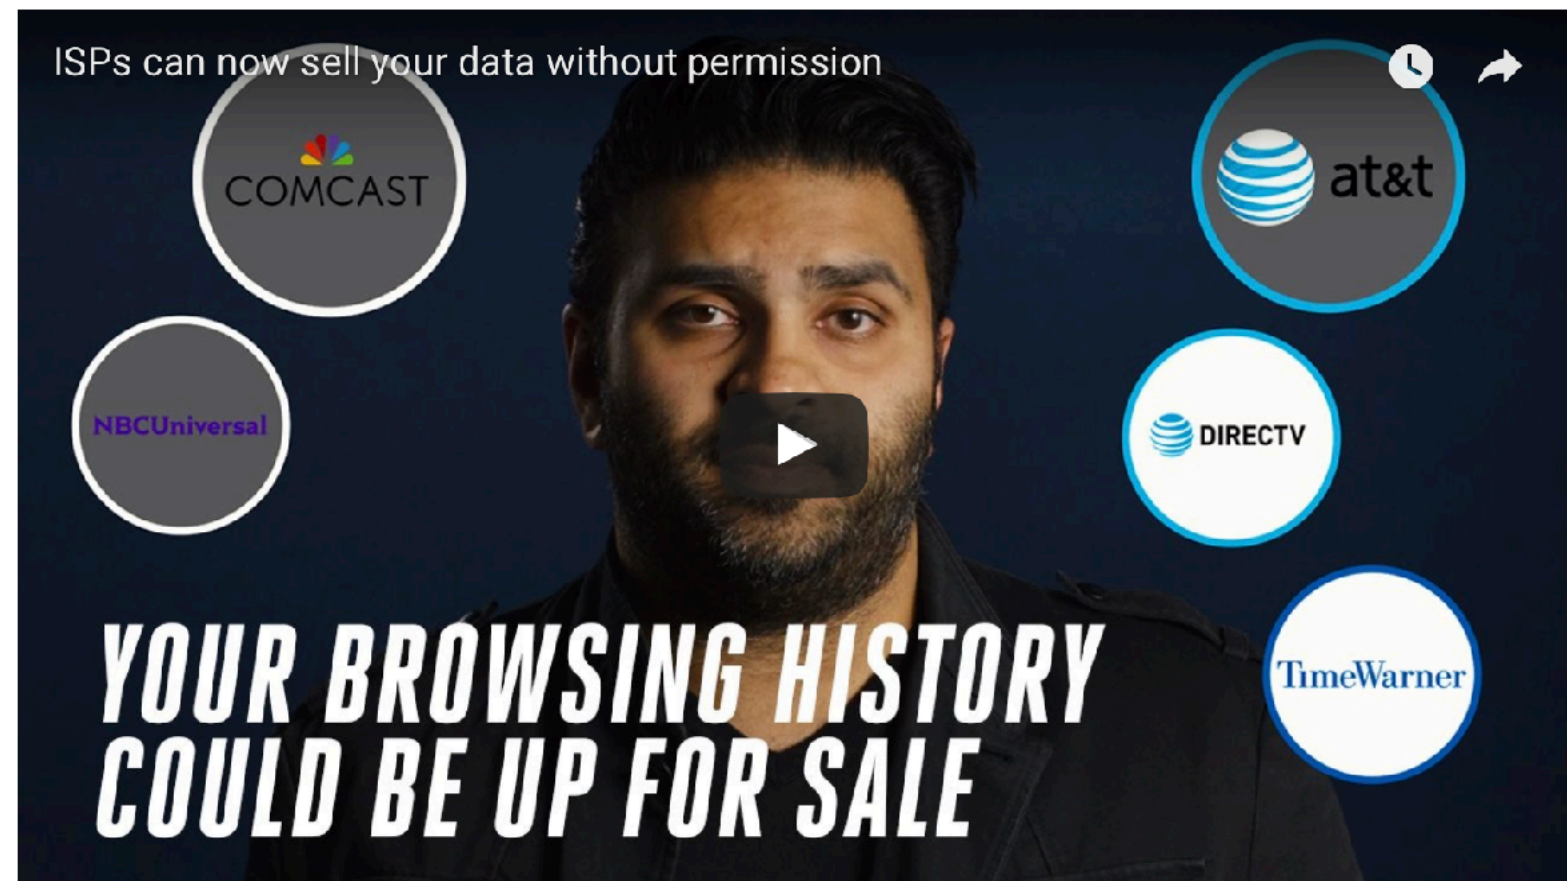 ISPs can now sell your data without permission
COMCAST
at&t
NBCUniversal
DIRECTV
TimeWarner
YOUR BROWSING HISTORY
COULD BE UP FOR SALE